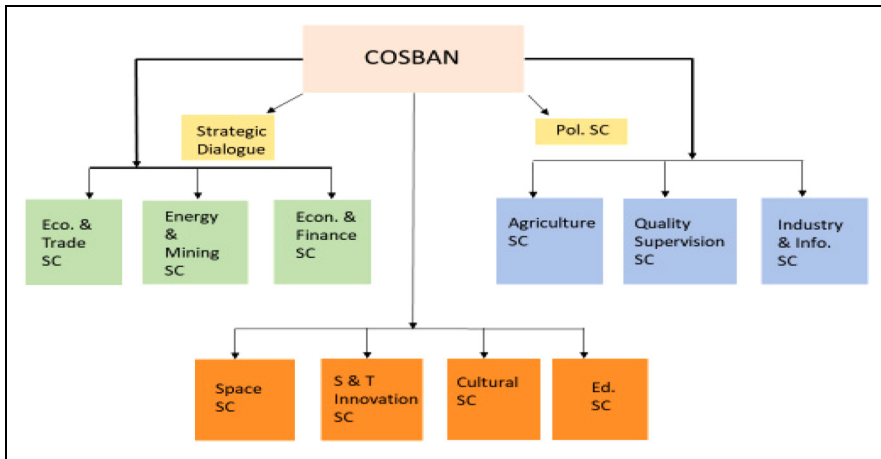 COSBAN
Strategic
Dialogue
Pol. SC
Eco. &
Trade
SC
Energy
&
Mining
SC
Econ. &
Finance
SC
Agriculture
SC
Quality
Supervision
SC
Industry
& Info.
SC
Space
SC
S & T
Innovation
SC
Cultural
SC
Ed.
SC